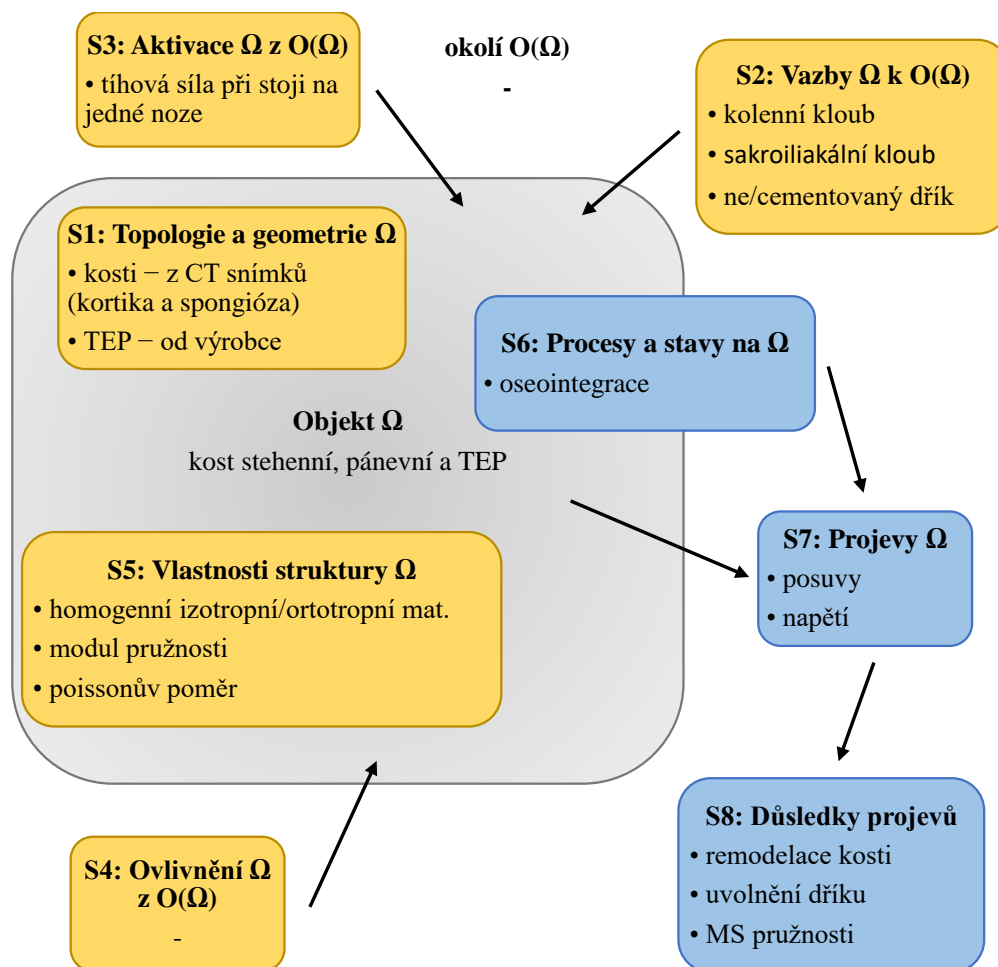 S3: Aktivace Ω z O(Ω)
• tíhová síla při stoji na
jedné noze
okolí O(Ω)
-
S2: Vazby Ω k O(Ω)
• kolenní kloub
• sakroiliakální kloub
• ne/cementovaný dřík
S1: Topologie a geometrie Ω
• kosti − z CT snímků
(kortika a spongióza)
• TEP − od výrobce
S6: Procesy a stavy na Ω
• oseointegrace
Objekt Ω
kost stehenní, pánevní a TEP
S5: Vlastnosti struktury Ω
• homogenní izotropní/ortotropní mat.
• modul pružnosti
• poissonův poměr
S7: Projevy Ω
• posuvy
• napětí
S4: Ovlivnění Ω
z O(Ω)
-
S8: Důsledky projevů
• remodelace kosti
• uvolnění dříku
• MS pružnosti